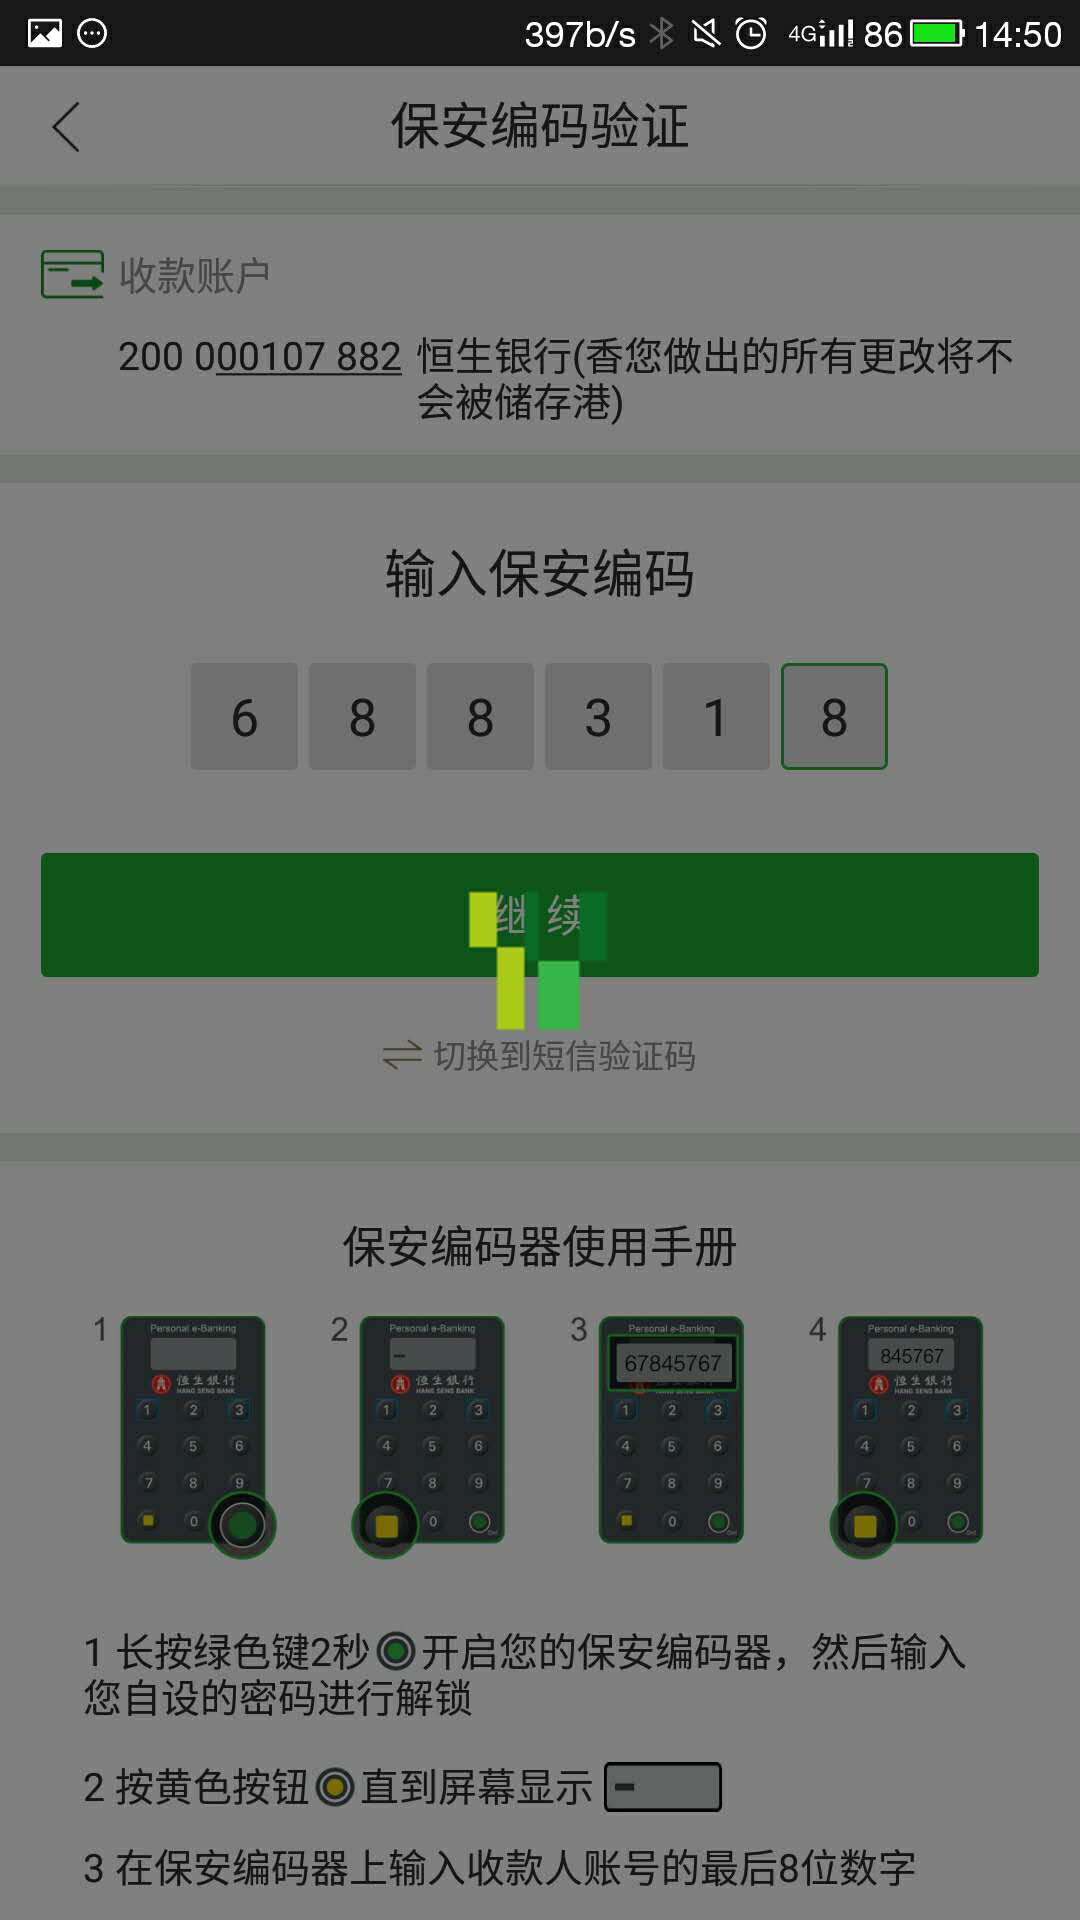 397b/s 4G 86 14:50
保安编码验证
收款账户
200 000107 882 恒生银行(香您做出的所有更改将不
会被储存港)
输入保安编码
6 8 8 3 1 8
继 续
切换到短信验证码
保安编码器使用手册
1 2 3 4
Personal e-Banking Personal e-Banking Personal e-Banking Personal e-Banking
67845767 845767
恒生银行 恒生银行 恒生银行
HANG SENG BANK HANG SENG BANK HANG SENG BANK
1 2 3 1 2 3 1 2 3 1 2 3
4 5 6 4 5 6 4 5 6 4 5 6
7 8 9 7 8 9 7 8 9 7 8 9
0 0 0 0
1 长按绿色键2秒 开启您的保安编码器，然后输入
您自设的密码进行解锁
2 按黄色按钮 直到屏幕显示
3 在保安编码器上输入收款人账号的最后8位数字